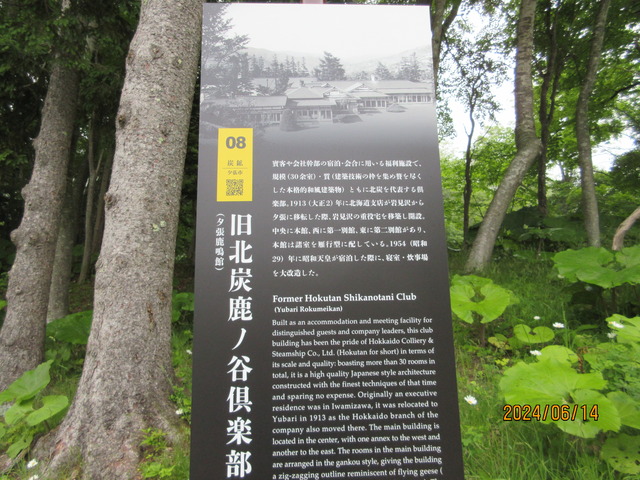 08
炭鉱
夕張市
旧北炭鹿ノ谷倶楽部
(夕張鹿鳴館)
賓客や会社幹部の宿泊・会合に用いる福利施設で、
規模(30余室)・質(建築技術の粋を集め贅を尽く
した本格的和風建築物)ともに北炭を代表する倶
楽部。1913(大正2)年に北海道支店が岩見沢から
夕張に移転した際、岩見沢の重役宅を移築し開設。
中央に本館、西に第一別館、東に第二別館があり、
本館は諸室を雁行型に配している。1954(昭和
29)年に昭和天皇が宿泊した際に、寝室・炊事場
を大改造した。
Former Hokutan Shikanotani Club
(Yubari Rokumeikan)
Built as an accommodation and meeting facility for
distinguished guests and company leaders, this club
building has been the pride of Hokkaido Colliery &
Steamship Co., Ltd. (Hokutan for short) in terms of
its scale and quality: boasting more than 30 rooms in
total, it is a high quality Japanese style architecture
constructed with the finest techniques of that time
and sparing no expense. Originally an executive
residence was in Iwamizawa, it was relocated to
Yubari in 1913 as the Hokkaido branch of the
company also moved there. The main building is
located in the center, with one annex to the west and
another to the east. The rooms in the main building
are arranged in the gankou style, giving the building
a zig-zagging outline reminiscent of flying geese (
2024/06/14